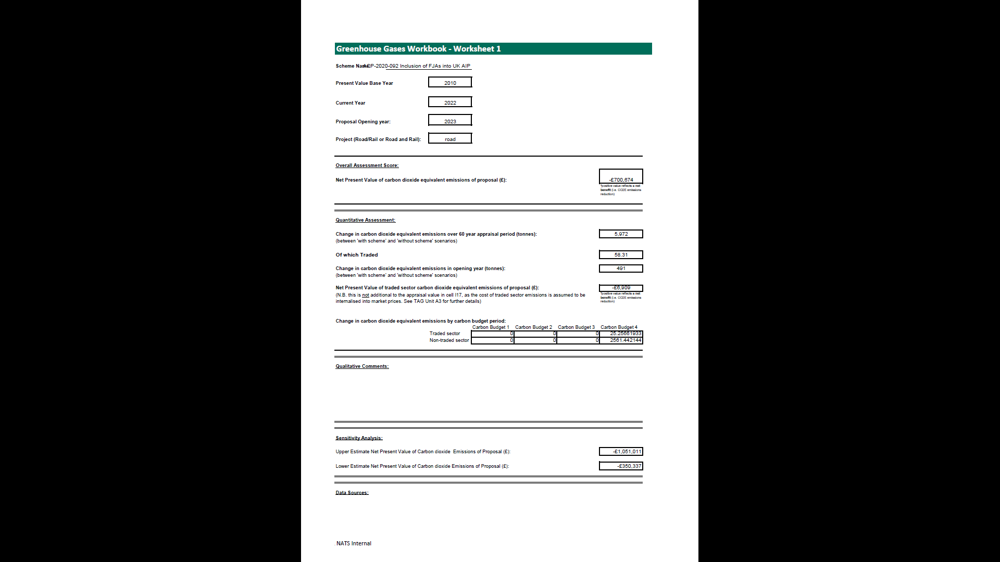 Greenhouse Gases Workbook - Worksheet 1
Scheme Name: ACP-2020-092 Inclusion of FJAs into UK AIP
Present Value Base Year 2010
Current Year 2022
Proposal Opening year: 2023
Project (Road/Rail or Road and Rail): road
Overall Assessment Score:
Net Present Value of carbon dioxide equivalent emissions of proposal (£): -£700,674
*positive value reflects a net
benefit (i.e. CO2E emissions
reduction)
Quantitative Assessment:
Change in carbon dioxide equivalent emissions over 60 year appraisal period (tonnes): 5,972
(between 'with scheme' and 'without scheme' scenarios)
Of which Traded 58.31
Change in carbon dioxide equivalent emissions in opening year (tonnes): 491
(between 'with scheme' and 'without scheme' scenarios)
Net Present Value of traded sector carbon dioxide equivalent emissions of proposal (£): -£6,909
(N.B. this is not additional to the appraisal value in cell I17, as the cost of traded sector emissions is assumed to be
internalised into market prices. See TAG Unit A3 for further details)
*positive value reflects a net
benefit (i.e. CO2E emissions
reduction)
Change in carbon dioxide equivalent emissions by carbon budget period:
Carbon Budget 1 Carbon Budget 2 Carbon Budget 3 Carbon Budget 4
Traded sector 0 0 0 25.25661933
Non-traded sector 0 0 0 2561.442144
Qualitative Comments:
Sensitivity Analysis:
Upper Estimate Net Present Value of Carbon dioxide Emissions of Proposal (£): -£1,051,011
Lower Estimate Net Present Value of Carbon dioxide Emissions of Proposal (£): -£350,337
Data Sources:
NATS Internal